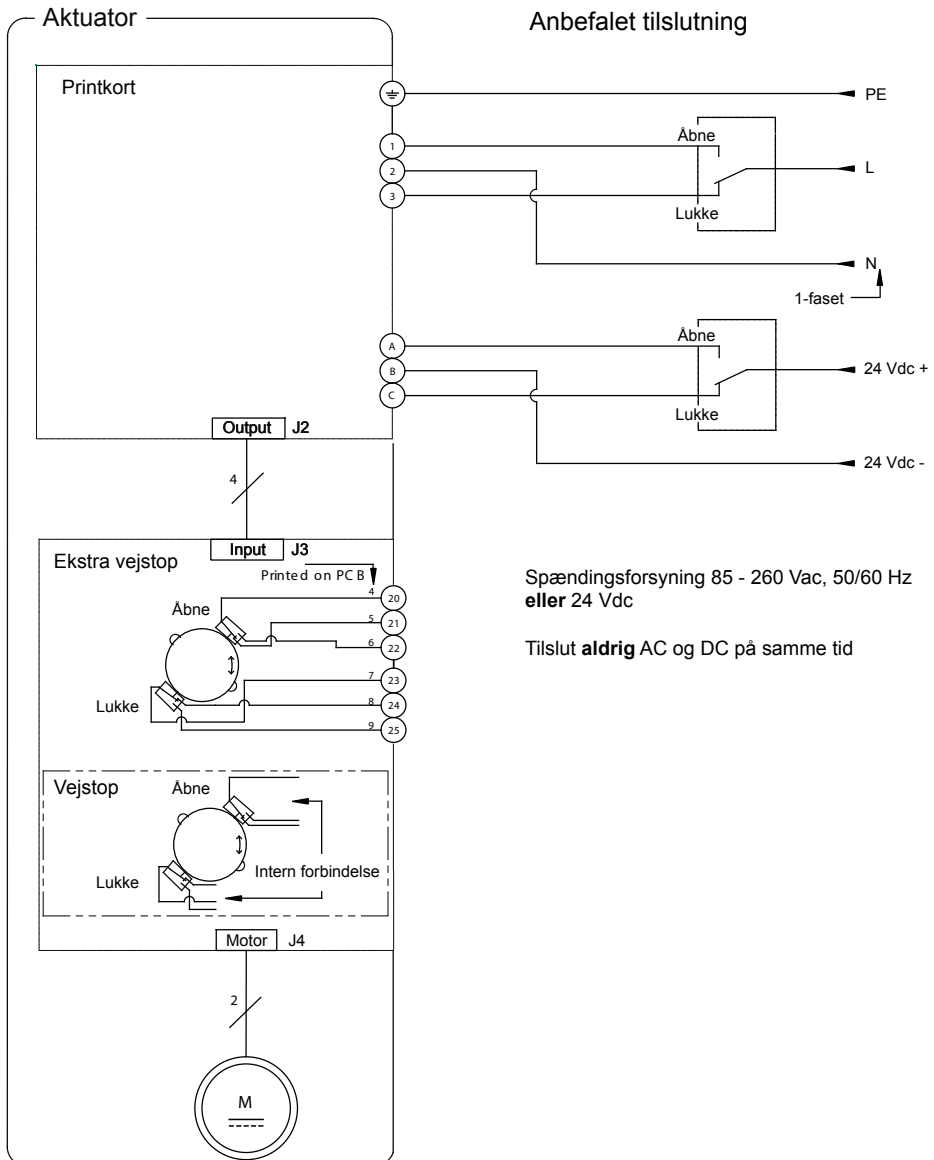 Aktuator
Anbefalet tilslutning
Printkort
PE
1
Åbne
2
L
3
Lukke
N
1-faset
A
Åbne
B
24 Vdc +
C
Lukke
Output J2
24 Vdc -
4
Input J3
Ekstra vejstop
Printed on PCB
4 20
Åbne
5 21
6 22
7 23
Lukke
8 24
9 25
Spændingsforsyning 85 - 260 Vac, 50/60 Hz
eller 24 Vdc
Tilslut aldrig AC og DC på samme tid
Vejstop
Åbne
Intern forbindelse
Lukke
Motor J4
2
M